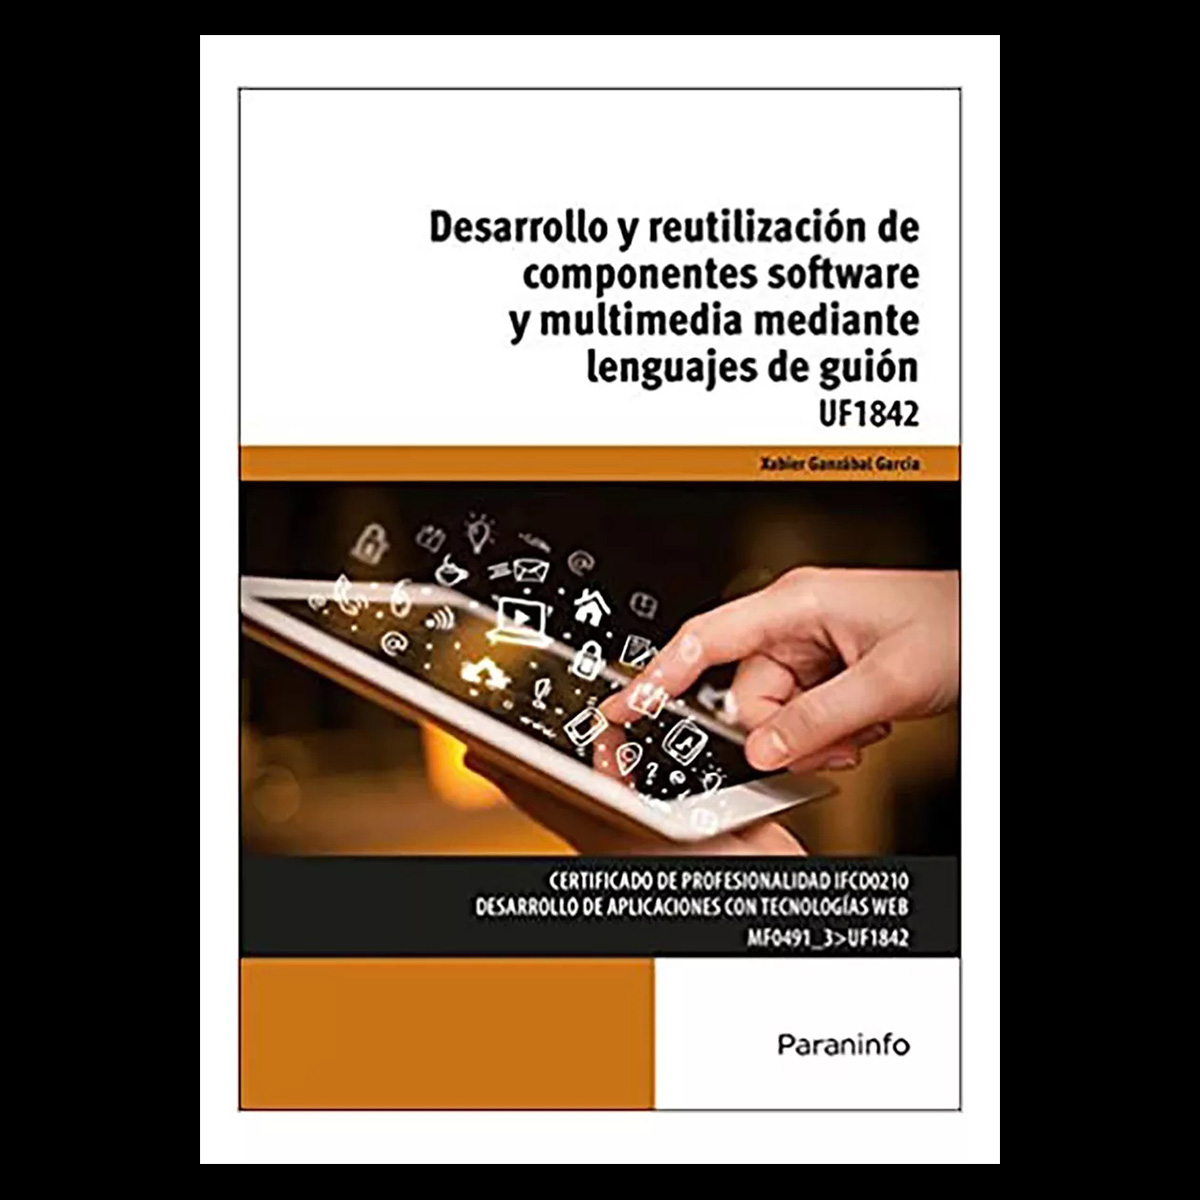 Desarrollo y reutilización de
componentes software
y multimedia mediante
lenguajes de guión
UF1842
Xabier Ganzábal García
CERTIFICADO DE PROFESIONALIDAD IFCD0210
DESARROLLO DE APLICACIONES CON TECNOLOGÍAS WEB
MF0491_3>UF1842
Paraninfo